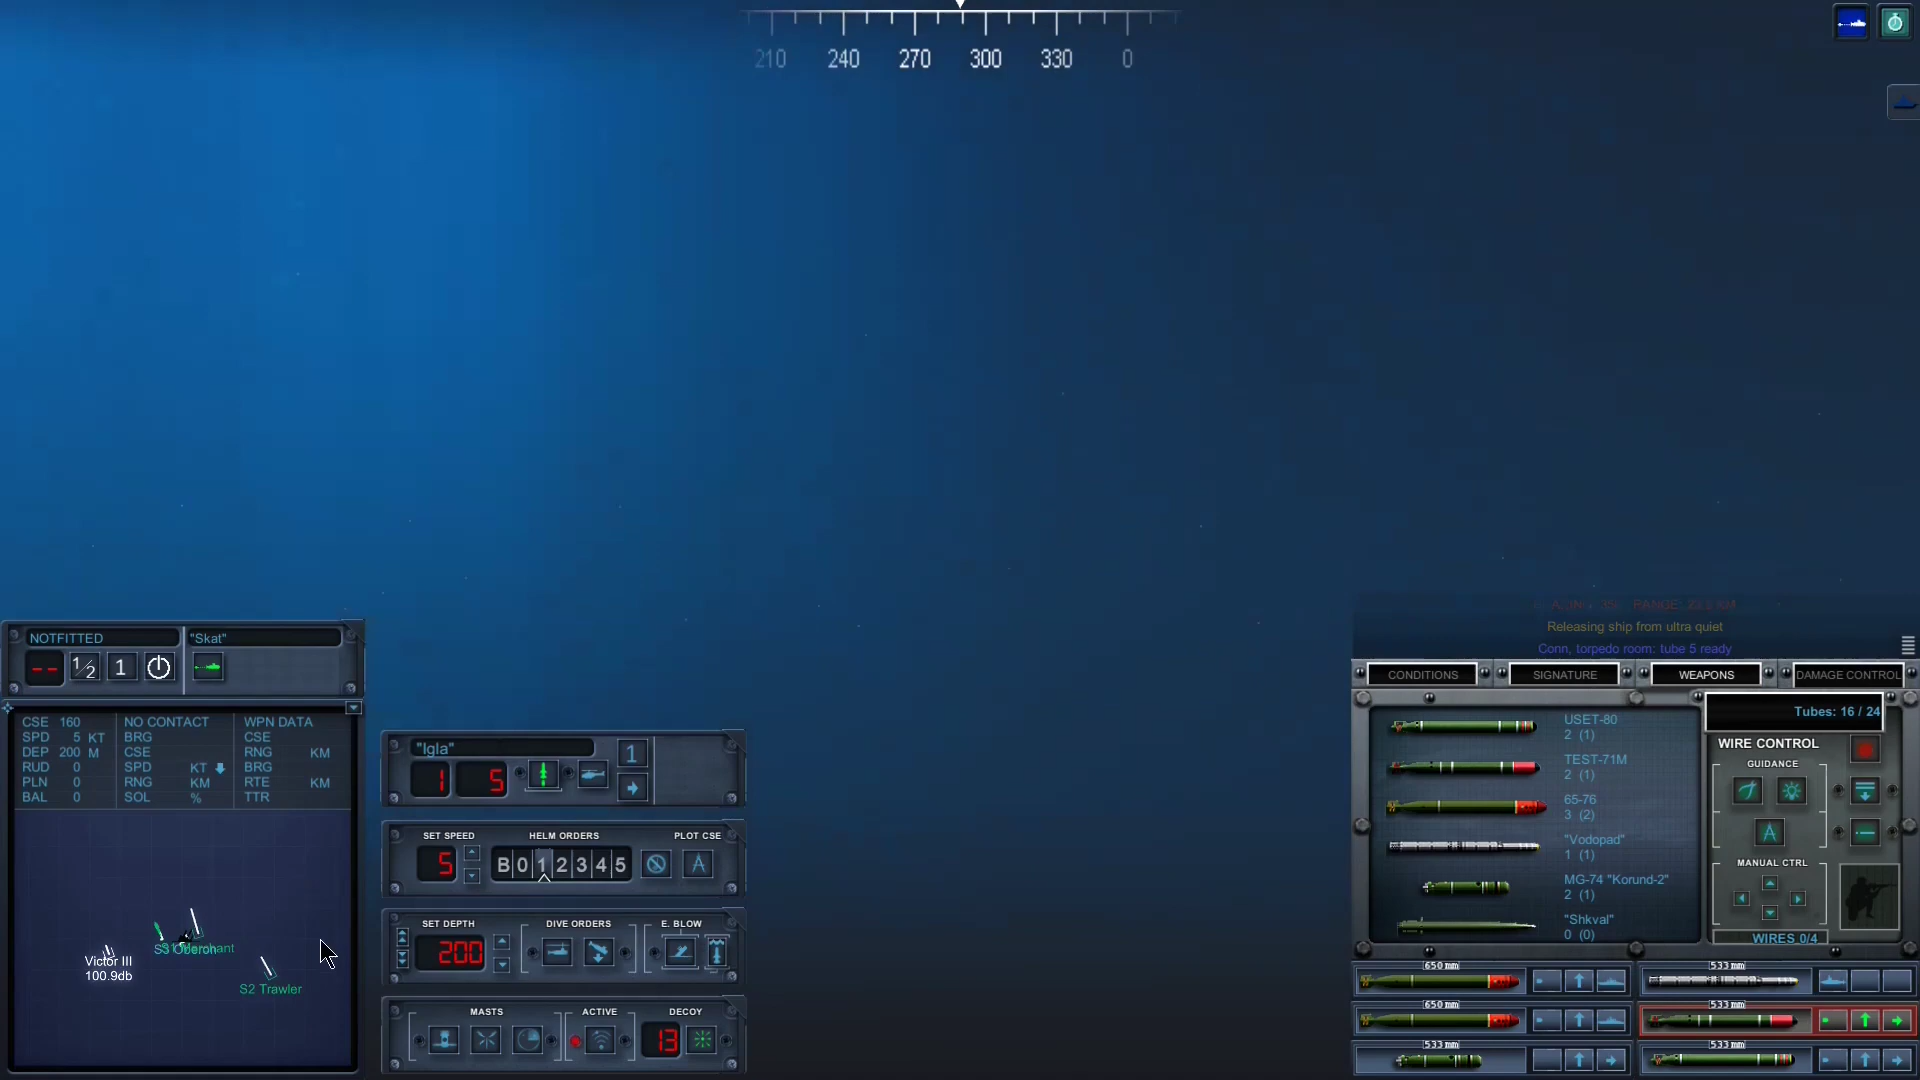 210 240 270 300 330 0
NOTFITTED "Skat"
-- 1/2 1
CSE 160 NO CONTACT WPN DATA
SPD 5 KT BRG CSE
DEP 200 M CSE RNG KM
RUD 0 SPD KT BRG
PLN 0 RNG KM RTE KM
BAL 0 SOL % TTR
Victor III
100.9db
S3 Oberon
S2 Trawler
"Igla" 1
1 5
SET SPEED HELM ORDERS PLOT CSE
5 B 0 1 2 3 4 5
SET DEPTH DIVE ORDERS E. BLOW
200
MASTS ACTIVE DECOY
13
Releasing ship from ultra quiet
Conn, torpedo room: tube 5 ready
CONDITIONS SIGNATURE WEAPONS DAMAGE CONTROL
Tubes: 16 / 24
USET-80
2 (1)
TEST-71M
2 (1)
65-76
3 (2)
"Vodopad"
1 (1)
MG-74 "Korund-2"
2 (1)
"Shkval"
0 (0)
WIRE CONTROL
GUIDANCE
MANUAL CTRL
WIRES 0/4
650 mm 533 mm
650 mm 533 mm
533 mm 533 mm